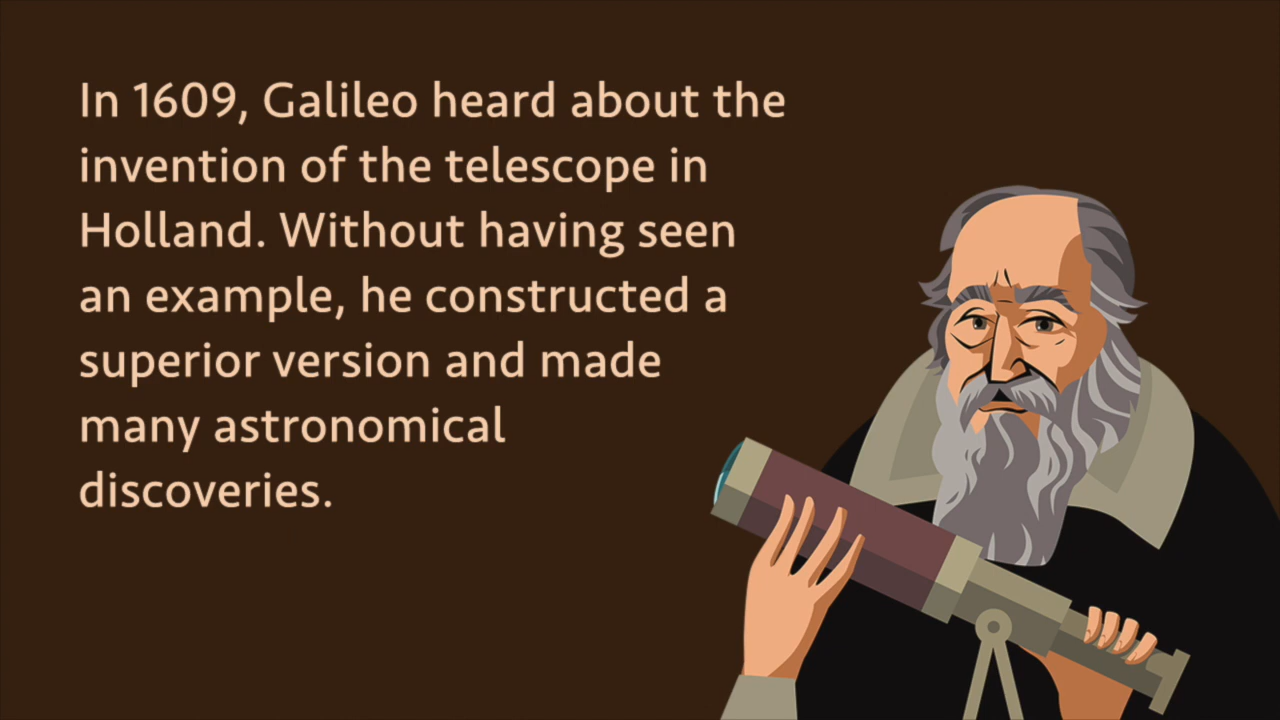 In 1609, Galileo heard about the
invention of the telescope in
Holland. Without having seen
an example, he constructed a
superior version and made
many astronomical
discoveries.